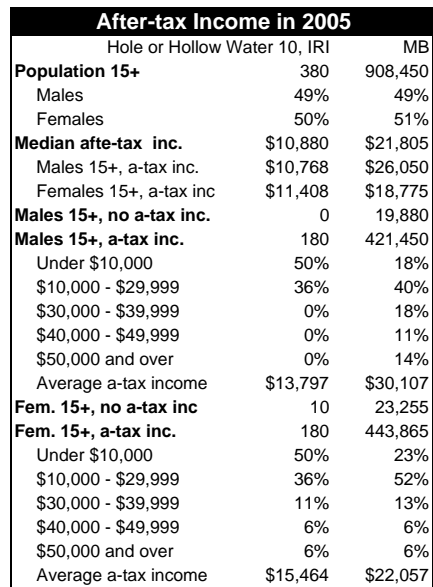 After-tax Income in 2005
Hole or Hollow Water 10, IRI MB
Population 15+ 380 908,450
Males 49% 49%
Females 50% 51%
Median afte-tax inc. $10,880 $21,805
Males 15+, a-tax inc. $10,768 $26,050
Females 15+, a-tax inc $11,408 $18,775
Males 15+, no a-tax inc. 0 19,880
Males 15+, a-tax inc. 180 421,450
Under $10,000 50% 18%
$10,000 - $29,999 36% 40%
$30,000 - $39,999 0% 18%
$40,000 - $49,999 0% 11%
$50,000 and over 0% 14%
Average a-tax income $13,797 $30,107
Fem. 15+, no a-tax inc 10 23,255
Fem. 15+, a-tax inc. 180 443,865
Under $10,000 50% 23%
$10,000 - $29,999 36% 52%
$30,000 - $39,999 11% 13%
$40,000 - $49,999 6% 6%
$50,000 and over 6% 6%
Average a-tax income $15,464 $22,057